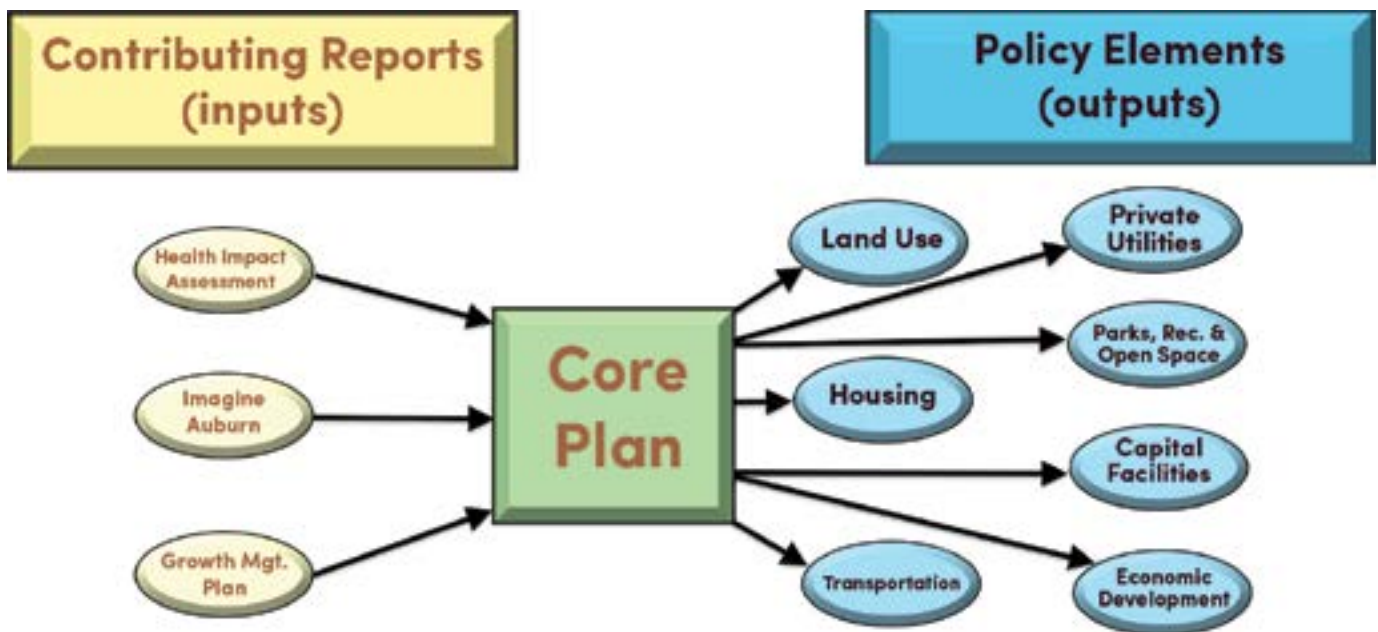 Contributing Reports
(inputs)
Policy Elements
(outputs)
Health Impact
Assessment
Imagine
Auburn
Growth Mgt.
Plan
Core
Plan
Land Use
Housing
Transportation
Private
Utilities
Parks, Rec. &
Open Space
Capital
Facilities
Economic
Development